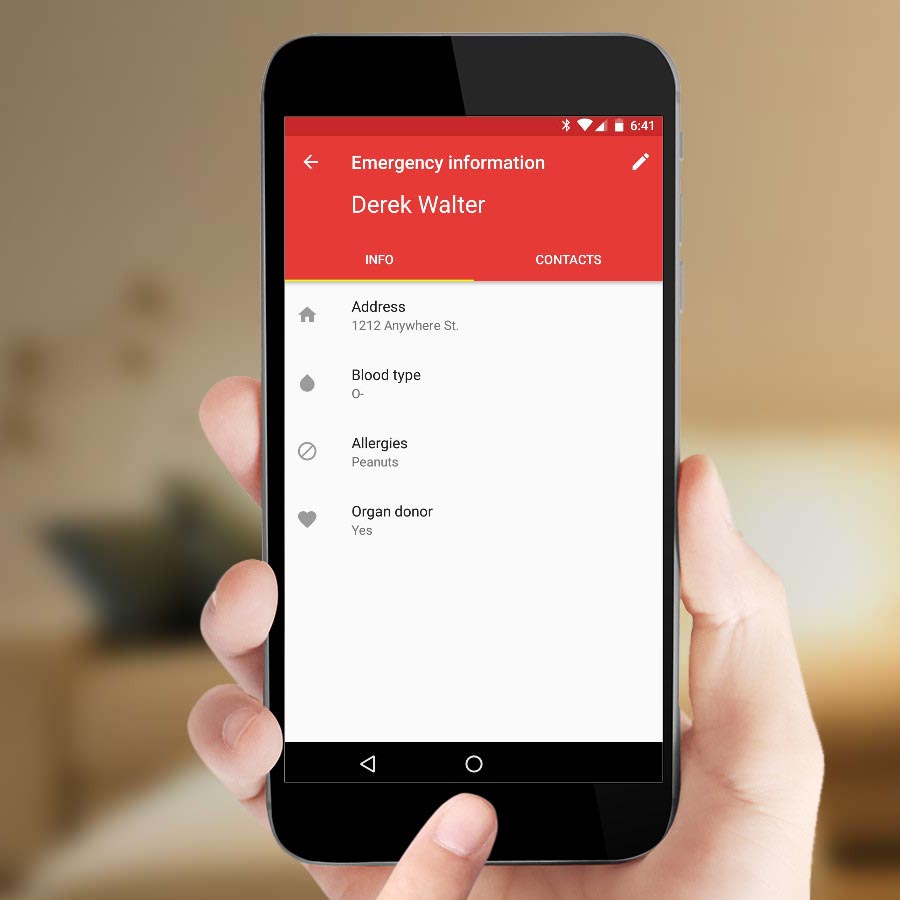 6:41
Emergency information
Derek Walter
INFO
CONTACTS
Address
1212 Anywhere St.
Blood type
O-
Allergies
Peanuts
Organ donor
Yes